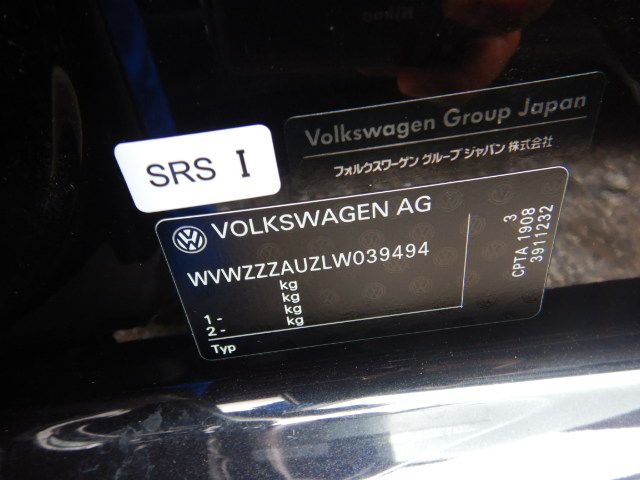 Volkswagen Group Japan
フォルクスワーゲン グループ ジャパン 株式会社
SRS I
VOLKSWAGEN AG
WVWZZZAUZLW039494
kg
kg
1 - kg
2 - kg
Typ
3
CPTA 1908
3911232